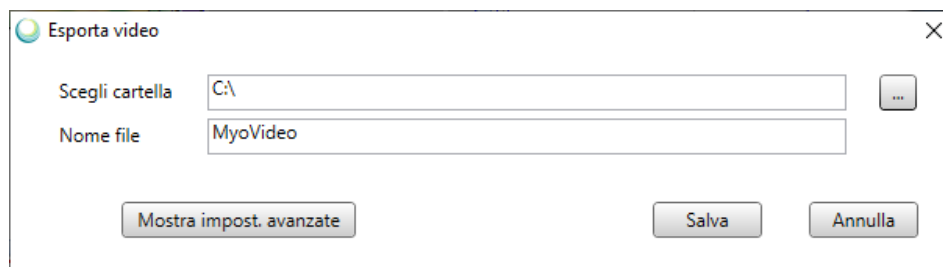 Esporta video
Scegli cartella C:\ ...
Nome file MyoVideo
Mostra impost. avanzate Salva Annulla